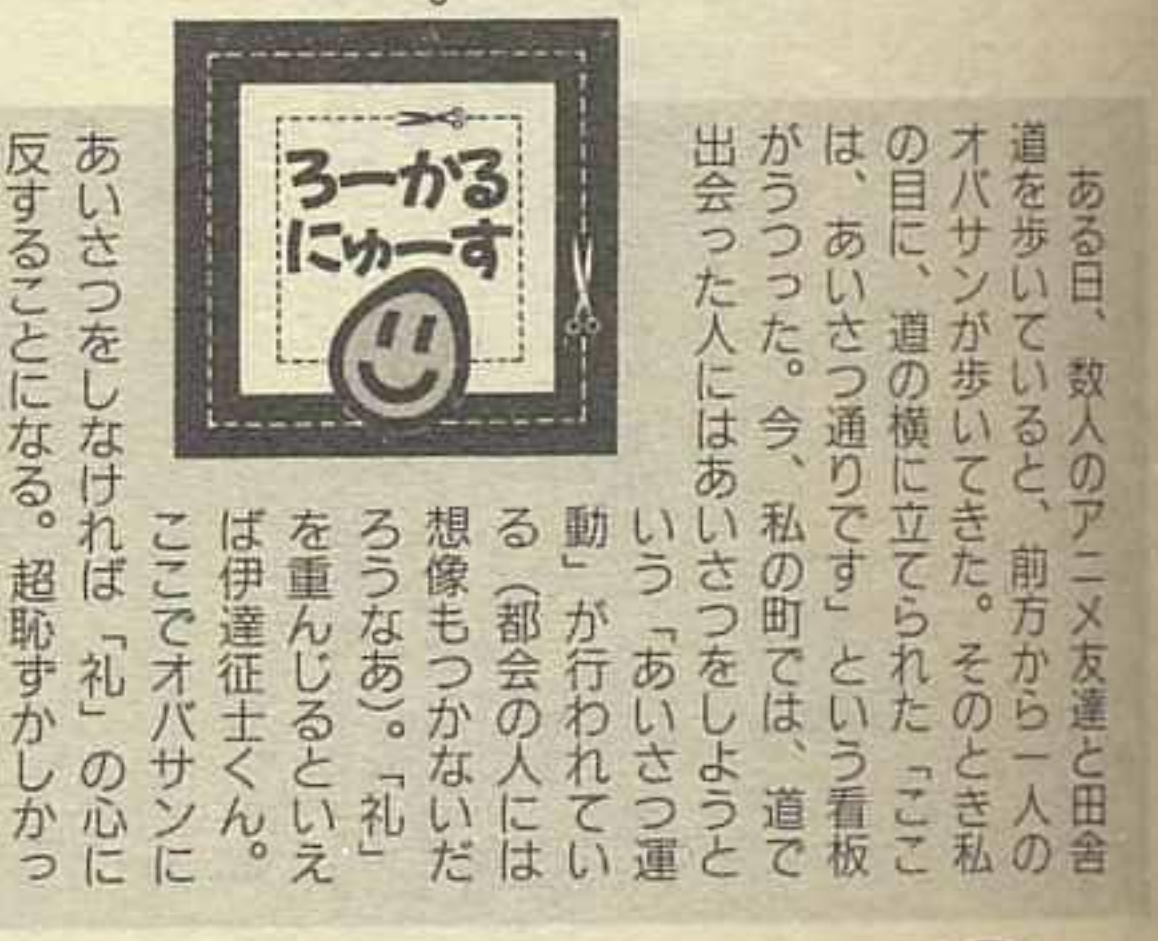 ろーかる
にゅーす
ある日、数人のアニメ友達と田舎
道を歩いていると、前方から一人の
オバサンが歩いてきた。そのとき私
の目に、道の横に立てられた「ここ
は、あいさつ通りです」という看板
がうつった。今、私の町では、道で
出会った人にはあいさつをしようと
いう「あいさつ運
動」が行われてい
る(都会の人には
想像もつかないだ
ろうなあ)。「礼」
を重んじるといえ
ば伊達征士くん。
ここでオバサンに
あいさつをしなければ「礼」の心に
反することになる。超恥ずかしかっ